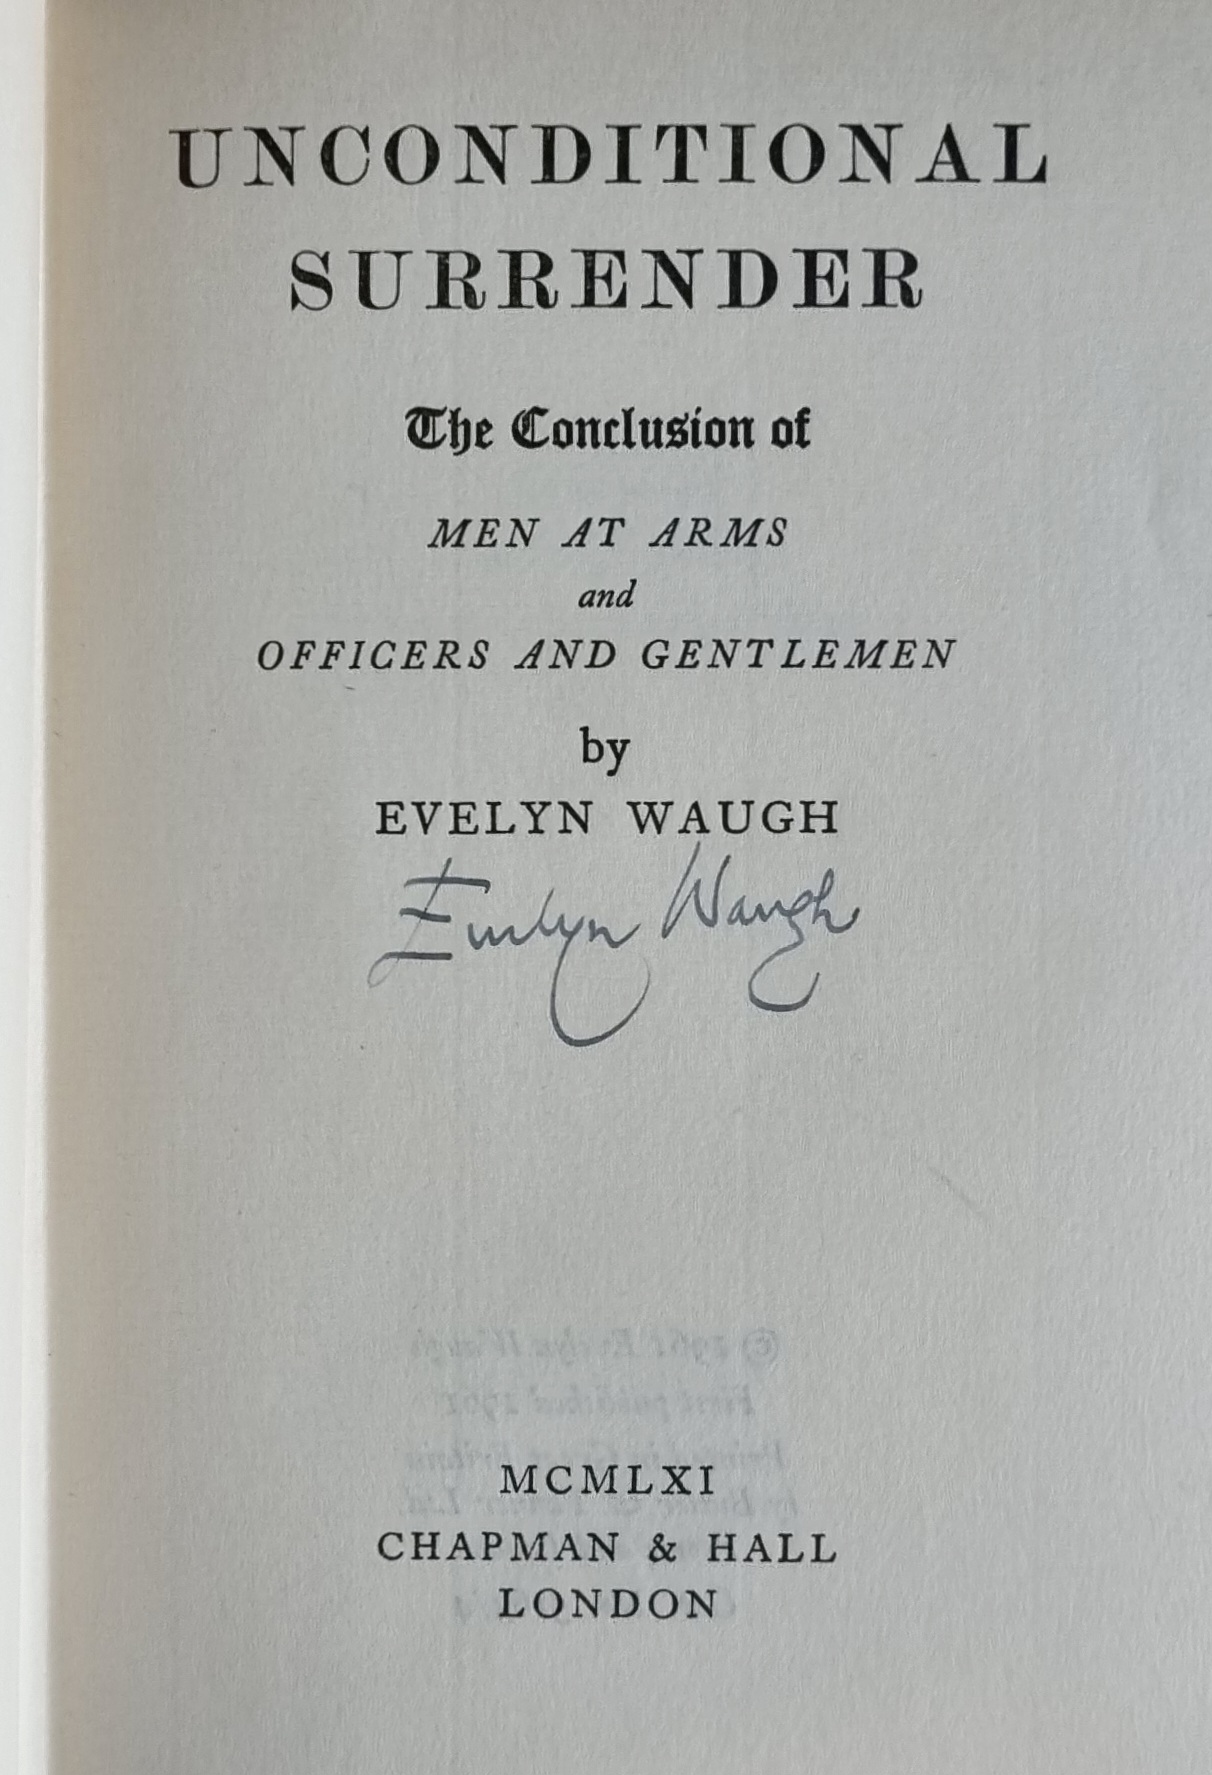 UNCONDITIONAL
SURRENDER
The Conclusion of
MEN AT ARMS
and
OFFICERS AND GENTLEMEN
by
EVELYN WAUGH
Evelyn Waugh
MCMLXI
CHAPMAN & HALL
LONDON